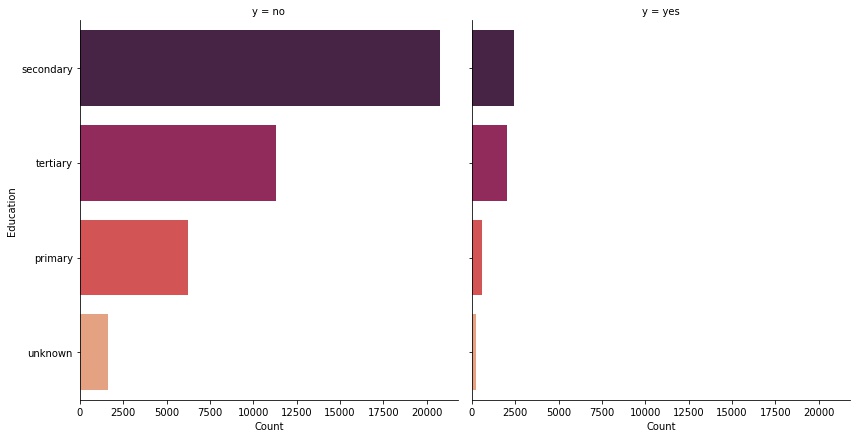 y = no
y = yes
Education
secondary
tertiary
primary
unknown
0 2500 5000 7500 10000 12500 15000 17500 20000
Count
0 2500 5000 7500 10000 12500 15000 17500 20000
Count